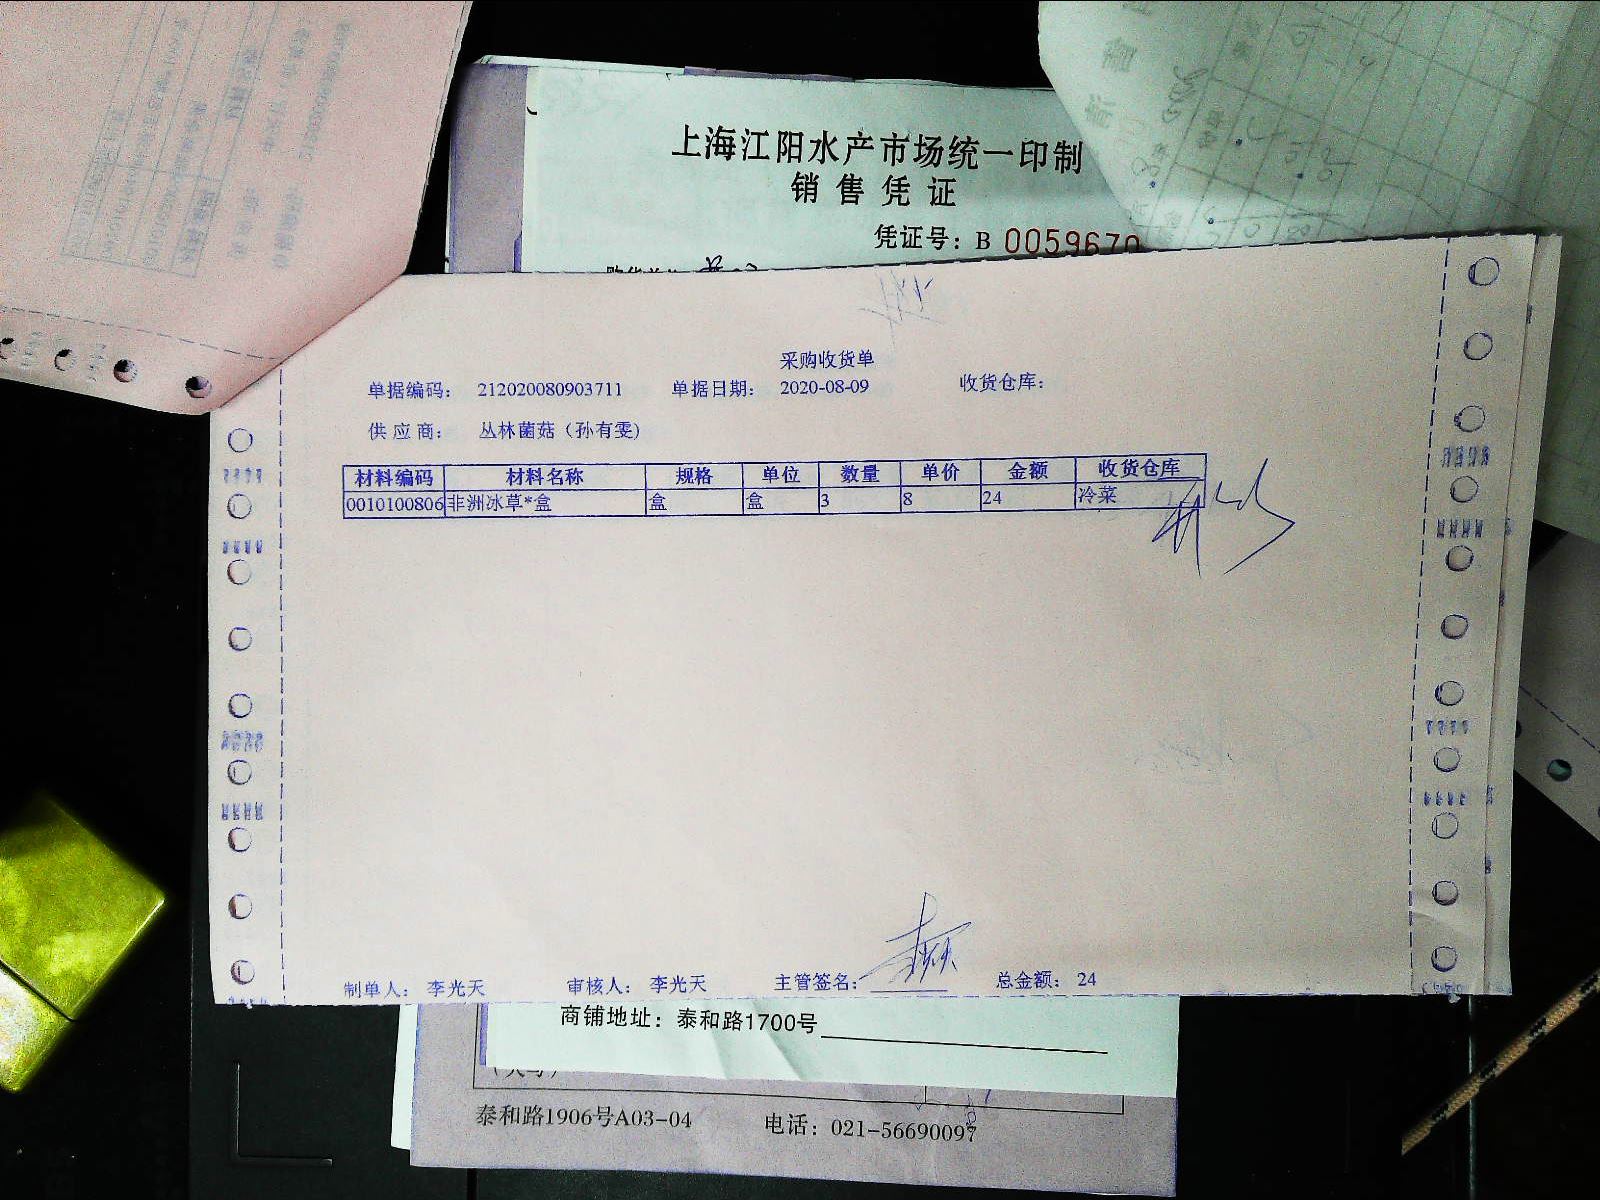 上海江阳水产市场统一印制
销售凭证
凭证号：B 0059670
采购收货单
单据编码： 212020080903711 单据日期： 2020-08-09 收货仓库：
供应商： 丛林菌菇（孙有雯)
材料编码 材料名称 规格 单位 数量 单价 金额 收货仓库
0010100806 非洲冰草*盒 盒 盒 3 8 24 冷菜
制单人： 李光天 审核人： 李光天 主管签名： 总金额： 24
商铺地址：泰和路1700号
泰和路1906号A03-04 电话：021-56690097